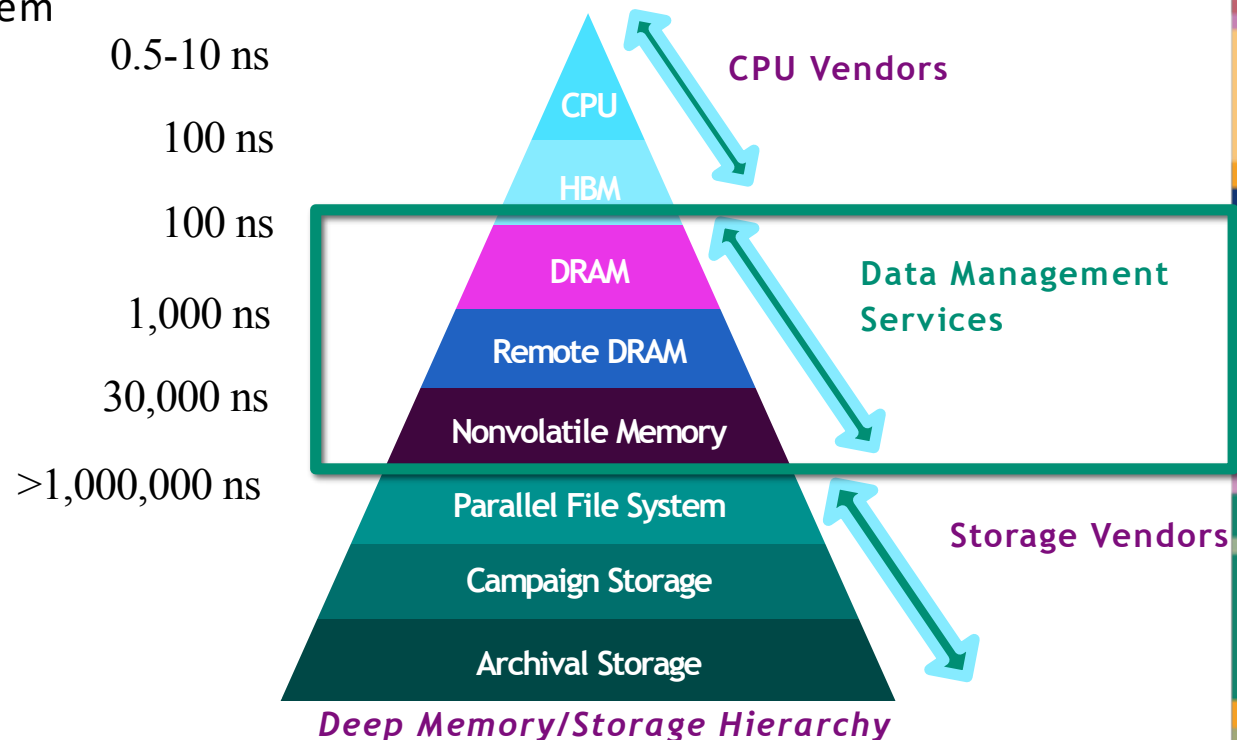 em
0.5-10 ns
CPU Vendors
CPU
100 ns
HBM
100 ns
DRAM
Data Management
Services
1,000 ns
Remote DRAM
30,000 ns
Nonvolatile Memory
>1,000,000 ns
Parallel File System
Storage Vendors
Campaign Storage
Archival Storage
Deep Memory/Storage Hierarchy